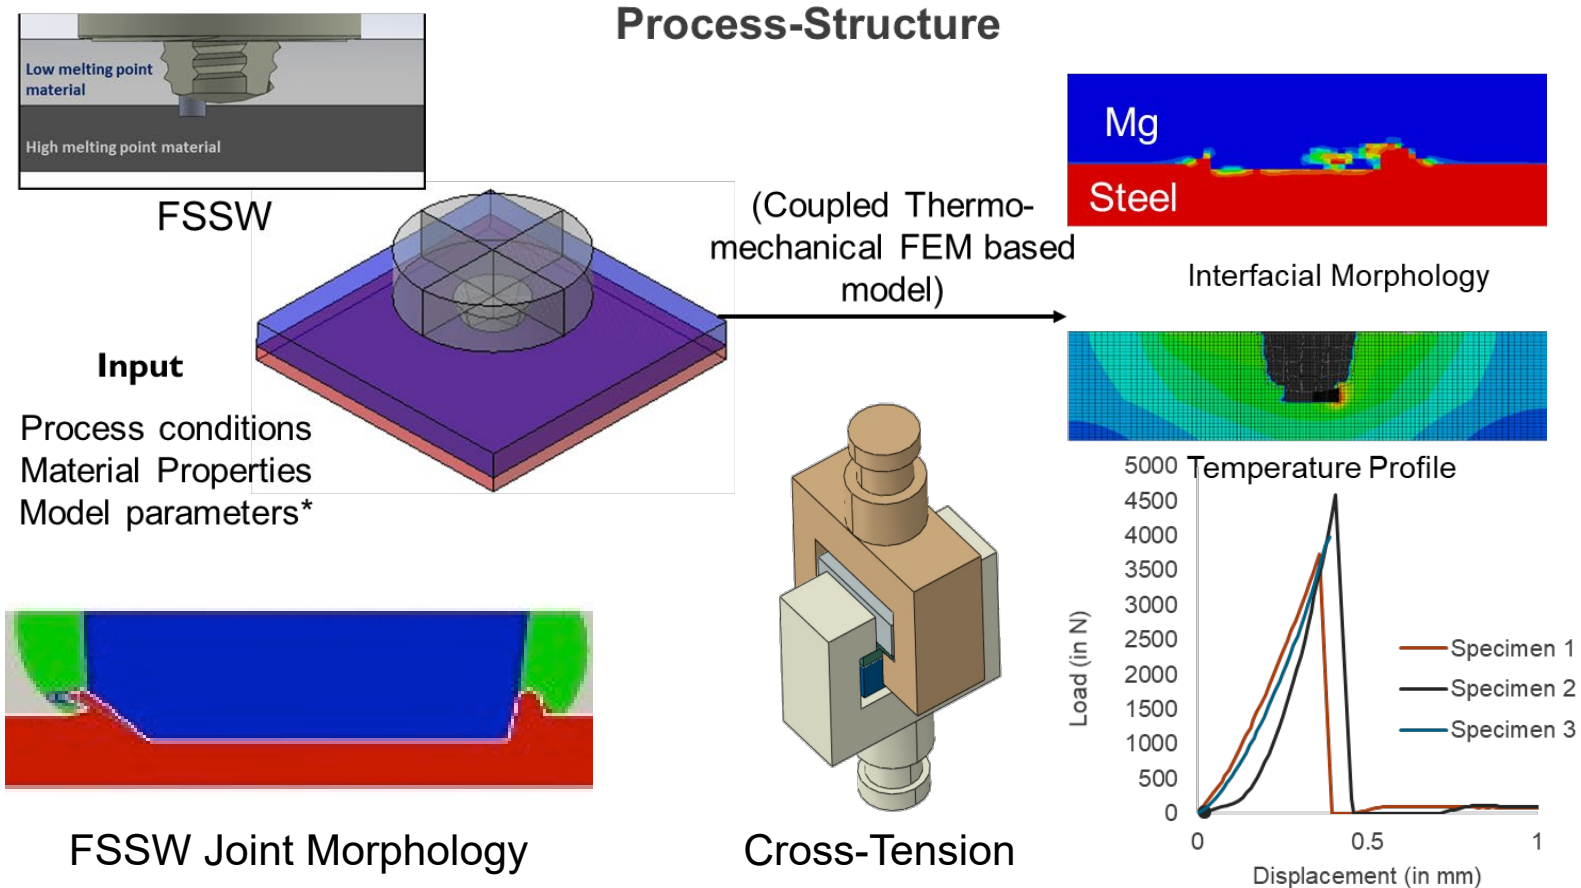 Process-Structure
Low melting point
material
High melting point material
FSSW
(Coupled Thermo-
mechanical FEM based
model)
Mg
Steel
Interfacial Morphology
Input
Process conditions
Material Properties
Model parameters*
Temperature Profile
5000
4500
4000
3500
3000
2500
2000
1500
1000
500
0
Load (in N)
Specimen 1
Specimen 2
Specimen 3
0
0.5
1
Displacement (in mm)
FSSW Joint Morphology
Cross-Tension